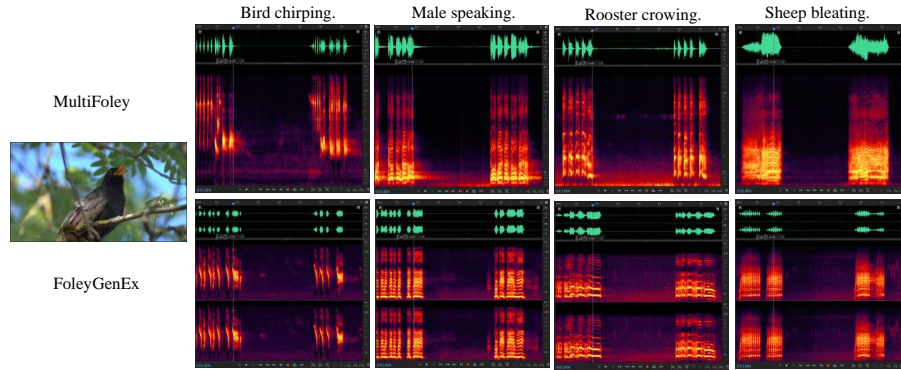 Bird chirping. Male speaking. Rooster crowing. Sheep bleating.
MultiFoley
FoleyGenEx